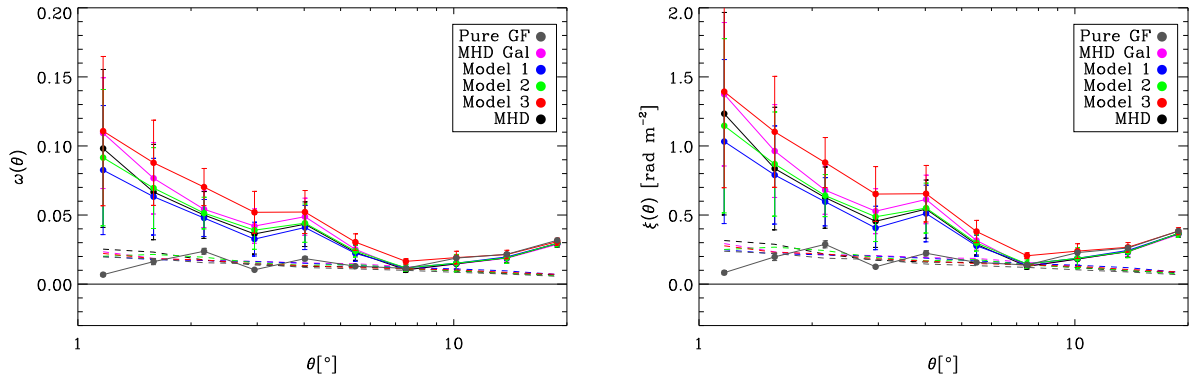 0.20
0.15
0.10
0.05
0.00
ω(θ)
Pure GF
MHD Gal
Model 1
Model 2
Model 3
MHD
1
10
θ[°]
2.0
1.5
1.0
0.5
0.0
ξ(θ) [rad m⁻²]
Pure GF
MHD Gal
Model 1
Model 2
Model 3
MHD
1
10
θ[°]